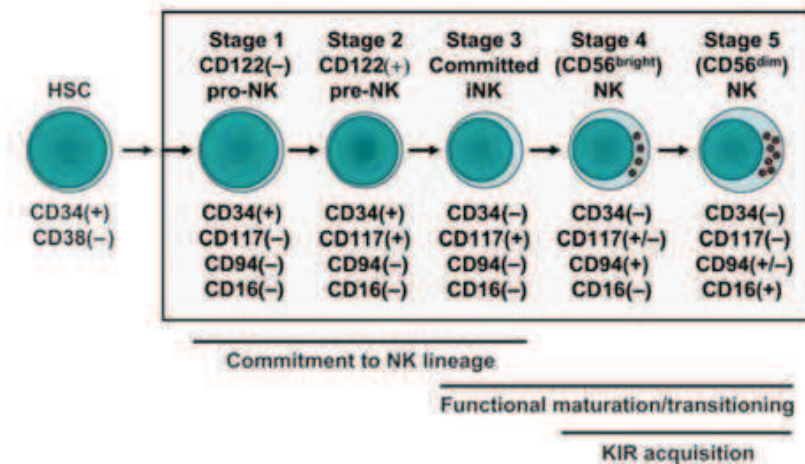 HSC
CD34(+)
CD38(–)
Stage 1
CD122(–)
pro-NK
CD34(+)
CD117(–)
CD94(–)
CD16(–)
Stage 2
CD122(+)
pre-NK
CD34(+)
CD117(+)
CD94(–)
CD16(–)
Stage 3
Committed
iNK
CD34(–)
CD117(+)
CD94(–)
CD16(–)
Stage 4
(CD56bright)
NK
CD34(–)
CD117(+/–)
CD94(+)
CD16(–)
Stage 5
(CD56dim)
NK
CD34(–)
CD117(–)
CD94(+/–)
CD16(+)
Commitment to NK lineage
Functional maturation/transitioning
KIR acquisition